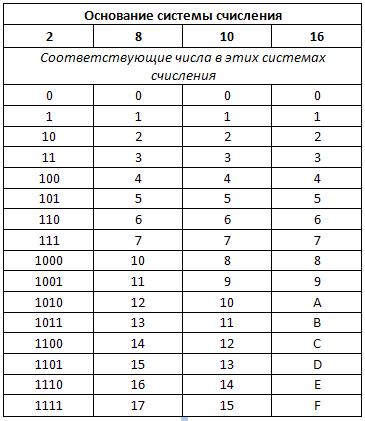 Основание системы счисления
2 8 10 16
Соответствующие числа в этих системах
счисления
0 0 0 0
1 1 1 1
10 2 2 2
11 3 3 3
100 4 4 4
101 5 5 5
110 6 6 6
111 7 7 7
1000 10 8 8
1001 11 9 9
1010 12 10 A
1011 13 11 B
1100 14 12 C
1101 15 13 D
1110 16 14 E
1111 17 15 F